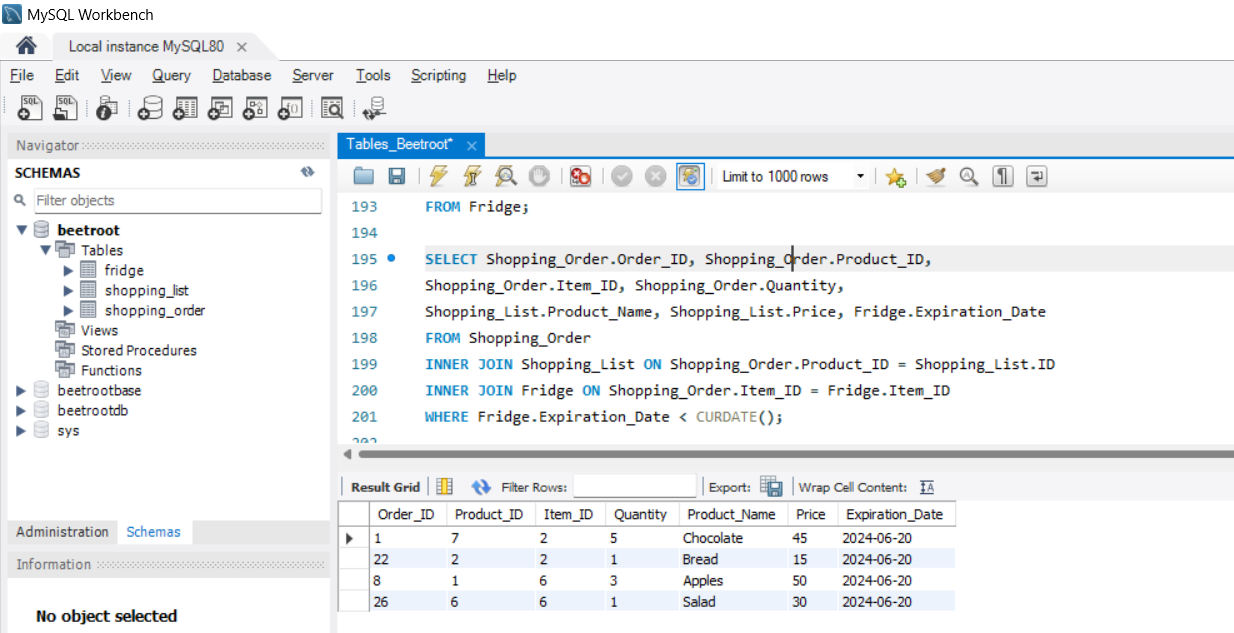 MySQL Workbench
Local instance MySQL80
File Edit View Query Database Server Tools Scripting Help
SQL SQL
Navigator
SCHEMAS
Filter objects
beetroot
Tables
fridge
shopping_list
shopping_order
Views
Stored Procedures
Functions
beetrootbase
beetrootdb
sys
Administration Schemas
Information
No object selected
Tables_Beetroot*
Limit to 1000 rows
193 FROM Fridge;
194
195 SELECT Shopping_Order.Order_ID, Shopping_Order.Product_ID,
196 Shopping_Order.Item_ID, Shopping_Order.Quantity,
197 Shopping_List.Product_Name, Shopping_List.Price, Fridge.Expiration_Date
198 FROM Shopping_Order
199 INNER JOIN Shopping_List ON Shopping_Order.Product_ID = Shopping_List.ID
200 INNER JOIN Fridge ON Shopping_Order.Item_ID = Fridge.Item_ID
201 WHERE Fridge.Expiration_Date < CURDATE();
202
Result Grid Filter Rows: Export: Wrap Cell Content:
Order_ID Product_ID Item_ID Quantity Product_Name Price Expiration_Date
1 7 2 5 Chocolate 45 2024-06-20
22 2 2 1 Bread 15 2024-06-20
8 1 6 3 Apples 50 2024-06-20
26 6 6 1 Salad 30 2024-06-20